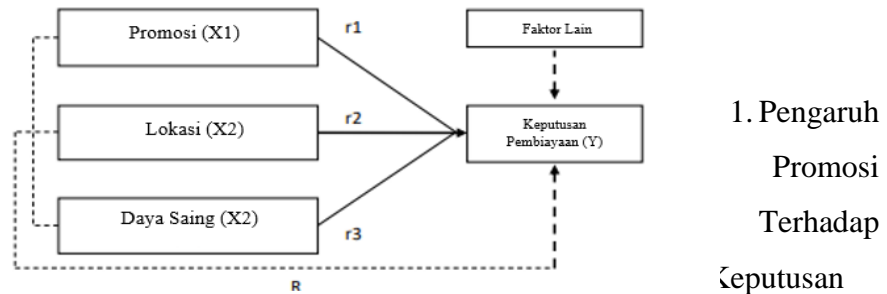 Promosi (X1)
r1
Faktor Lain
Lokasi (X2)
r2
Keputusan
Pembiayaan (Y)
Daya Saing (X2)
r3
R
1. Pengaruh
Promosi
Terhadap
Keputusan